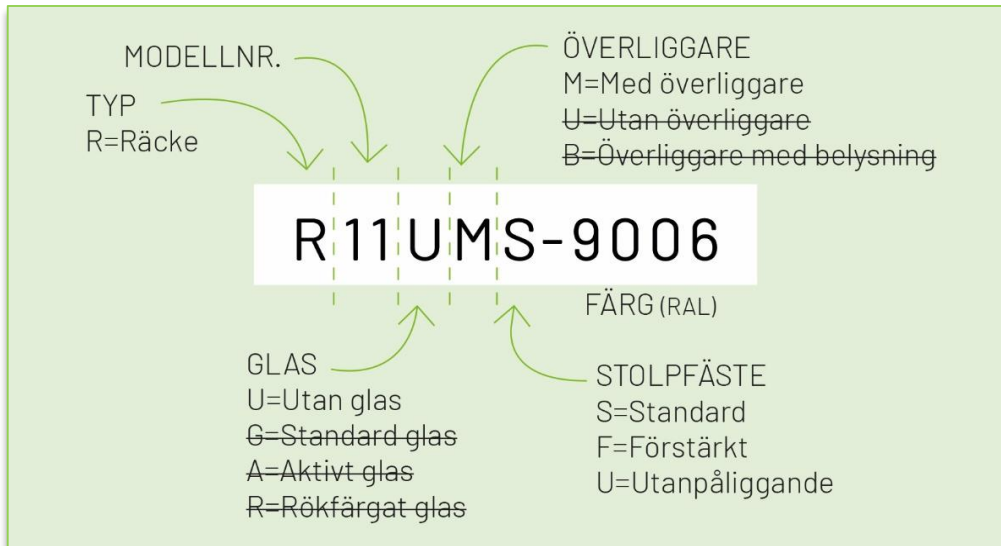 MODELLNR.
TYP
R=Räcke
ÖVERLIGGARE
M=Med överliggare
U=Utan överliggare
B=Överliggare med belysning
R11UMS-9006
FÄRG (RAL)
GLAS
U=Utan glas
G=Standard glas
A=Aktivt glas
R=Rökfärgat glas
STOLPFÄSTE
S=Standard
F=Förstärkt
U=Utanpåliggande